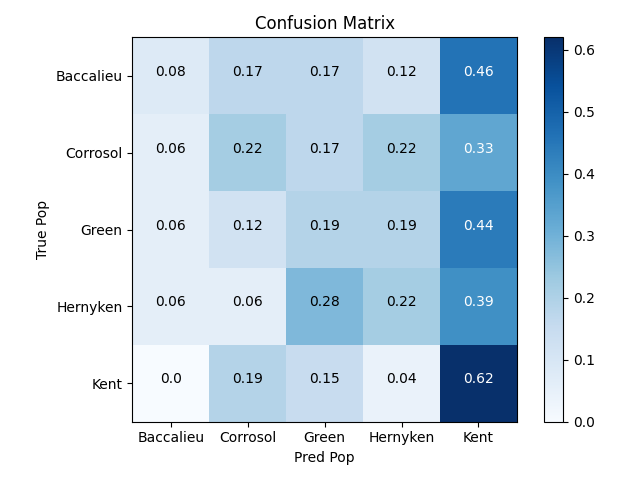 Confusion Matrix
Baccalieu 0.08 0.17 0.17 0.12 0.46
Corrosol 0.06 0.22 0.17 0.22 0.33
Green 0.06 0.12 0.19 0.19 0.44
Hernyken 0.06 0.06 0.28 0.22 0.39
Kent 0.0 0.19 0.15 0.04 0.62
Baccalieu Corrosol Green Hernyken Kent
Pred Pop
True Pop
0.6
0.5
0.4
0.3
0.2
0.1
0.0